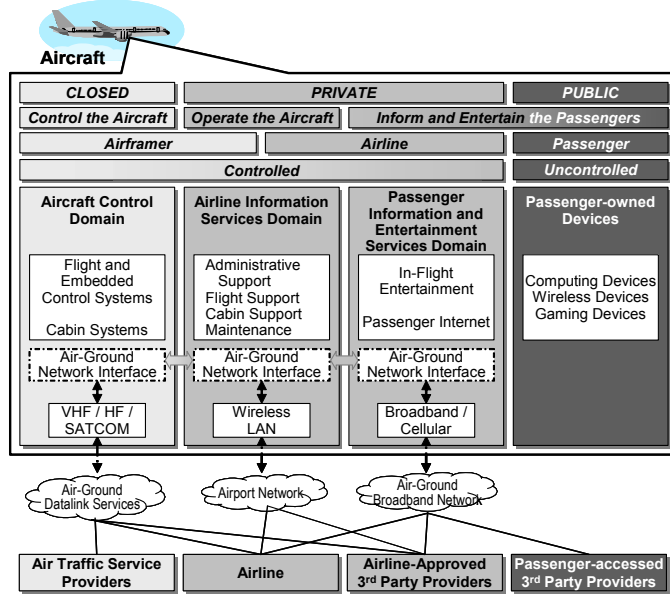 Aircraft
CLOSED
PRIVATE
PUBLIC
Control the Aircraft
Operate the Aircraft
Inform and Entertain the Passengers
Airframer
Airline
Passenger
Controlled
Uncontrolled
Aircraft Control
Domain
Flight and
Embedded
Control Systems
Cabin Systems
Air-Ground
Network Interface
VHF / HF /
SATCOM
Airline Information
Services Domain
Administrative
Support
Flight Support
Cabin Support
Maintenance
Air-Ground
Network Interface
Wireless
LAN
Passenger
Information and
Entertainment
Services Domain
In-Flight
Entertainment
Passenger Internet
Air-Ground
Network Interface
Broadband /
Cellular
Passenger-owned
Devices
Computing Devices
Wireless Devices
Gaming Devices
Air-Ground
Datalink Services
Airport Network
Air-Ground
Broadband Network
Air Traffic Service
Providers
Airline
Airline-Approved
3rd Party Providers
Passenger-accessed
3rd Party Providers